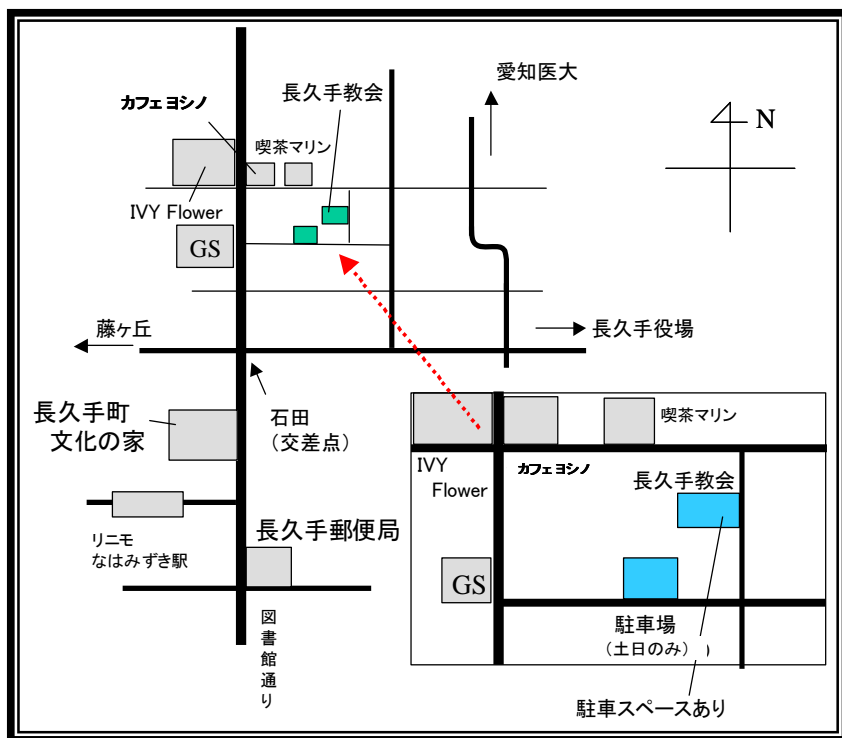 愛知医大
長久手教会
カフェヨシノ
喫茶マリン
N
IVY Flower
GS
藤ヶ丘
長久手役場
長久手町
文化の家
石田
（交差点）
リニモ
なはみずき駅
長久手郵便局
図書館通り
喫茶マリン
IVY
Flower
カフェヨシノ
長久手教会
GS
駐車場
（土日のみ） )
駐車スペースあり